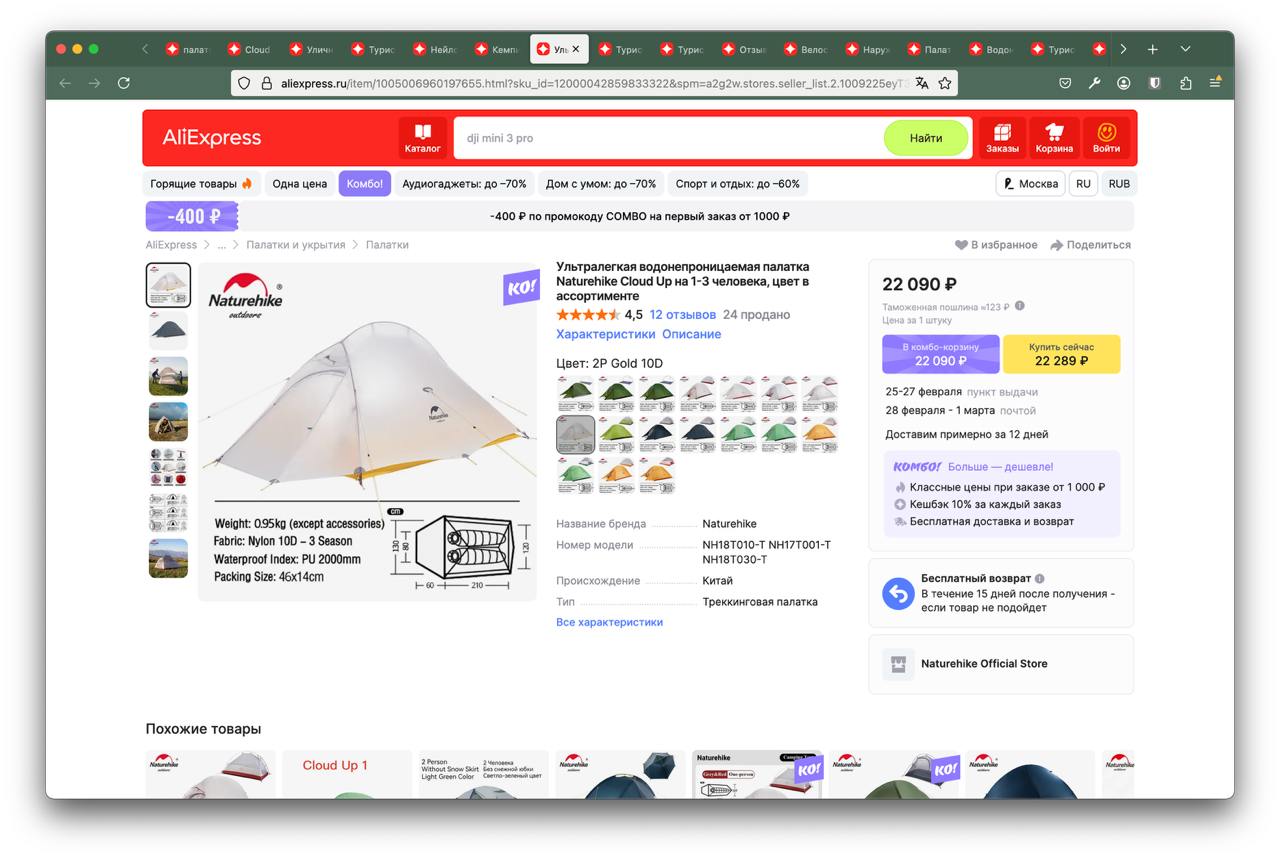 палат
Cloud
Уличн
Турис
Нейло
Кемпи
Уль
Турис
Турис
Отзыв
Велос
Наруж
Палат
Водон
Турис
aliexpress.ru/item/1005006960197655.html?sku_id=12000042859833322&spm=a2g2w.stores.seller_list.2.1009225eyT
AliExpress
Каталог
dji mini 3 pro
Найти
Заказы
Корзина
Войти
Горящие товары
Одна цена
Комбо!
Аудиогаджеты: до –70%
Дом с умом: до –70%
Спорт и отдых: до –60%
Москва
RU
RUB
-400 ₽
-400 ₽ по промокоду COMBO на первый заказ от 1000 ₽
AliExpress > ... > Палатки и укрытия > Палатки
В избранное
Поделиться
Naturehike®
outdoors
КО!
Weight: 0.95kg (except accessories)
Fabric: Nylon 10D – 3 Season
Waterproof Index: PU 2000mm
Packing Size: 46x14cm
cm
130
80
120
60
210
Naturehike
Ультралегкая водонепроницаемая палатка
Naturehike Cloud Up на 1-3 человека, цвет в
ассортименте
4,5 12 отзывов 24 продано
Характеристики Описание
Цвет: 2P Gold 10D
Название бренда Naturehike
Номер модели NH18T010-T NH17T001-T
NH18T030-T
Происхождение Китай
Тип Треккинговая палатка
Все характеристики
22 090 ₽
Таможенная пошлина ≈123 ₽
Цена за 1 штуку
В комбо-корзину
22 090 ₽
Купить сейчас
22 289 ₽
25-27 февраля пункт выдачи
28 февраля - 1 марта почтой
Доставим примерно за 12 дней
КОМБО! Больше — дешевле!
Классные цены при заказе от 1 000 ₽
Кешбэк 10% за каждый заказ
Бесплатная доставка и возврат
Бесплатный возврат
В течение 15 дней после получения -
если товар не подойдет
Naturehike Official Store
Похожие товары
Naturehike
Cloud Up 1
2 Person
Without Snow Skirt
Light Green Color
2 Человека
Без снежной юбки
Светло-зеленый цвет
Naturehike
Naturehike
Grey&Red One-person
КО!
Naturehike
КО!
Naturehike
Naturehike